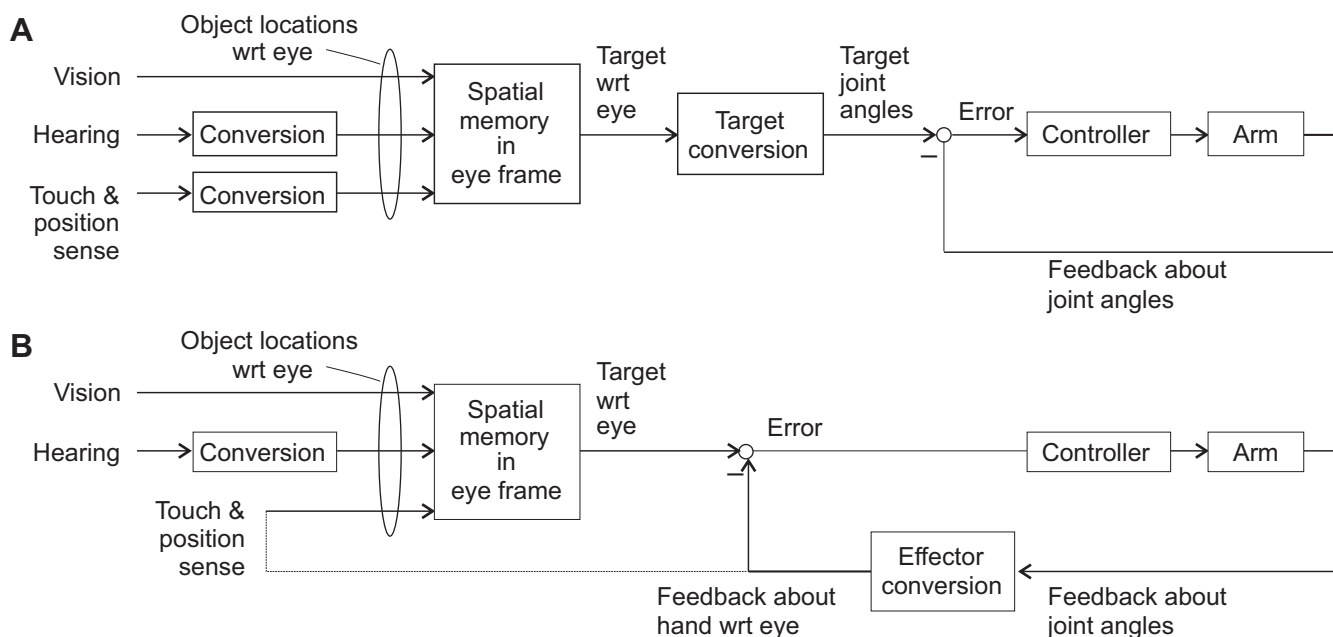 A
Object locations
wrt eye
Vision
Hearing
Touch &
position
sense
Conversion
Conversion
Spatial
memory
in
eye frame
Target
wrt
eye
Target
conversion
Target
joint
angles
Error
–
Controller
Arm
Feedback about
joint angles
B
Object locations
wrt eye
Vision
Hearing
Conversion
Touch &
position
sense
Spatial
memory
in
eye frame
Target
wrt
eye
Error
–
Controller
Arm
Effector
conversion
Feedback about
hand wrt eye
Feedback about
joint angles